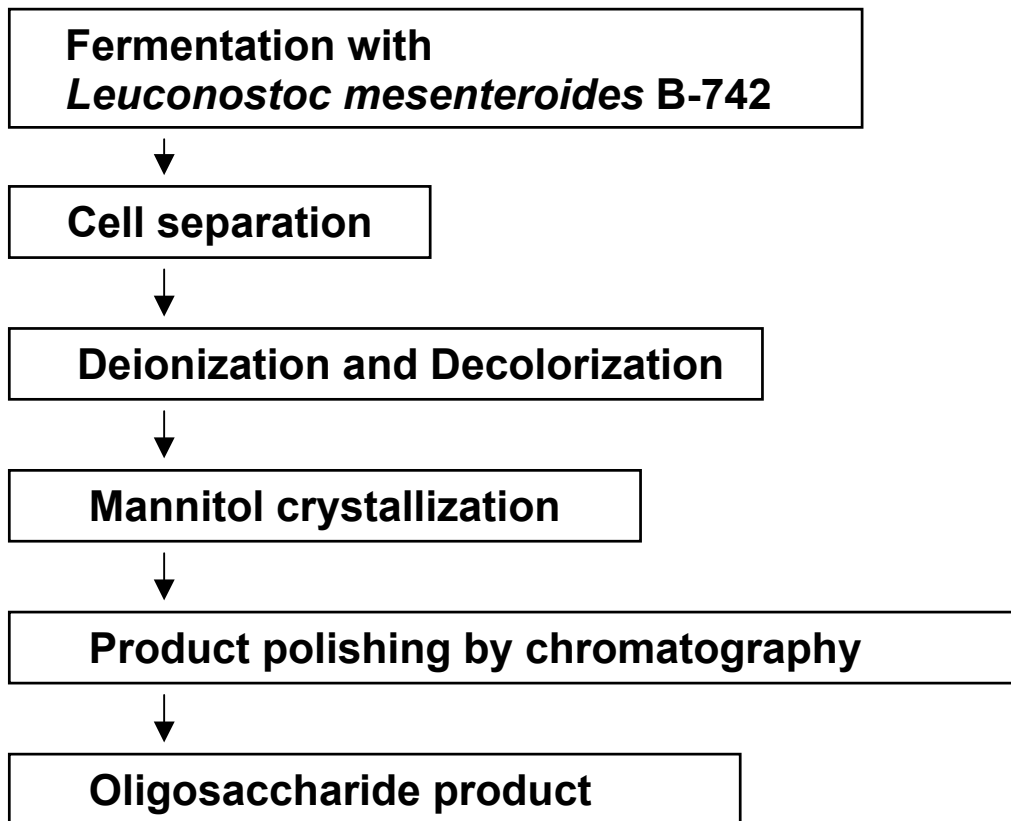 Fermentation with
Leuconostoc mesenteroides B-742
Cell separation
Deionization and Decolorization
Mannitol crystallization
Product polishing by chromatography
Oligosaccharide product